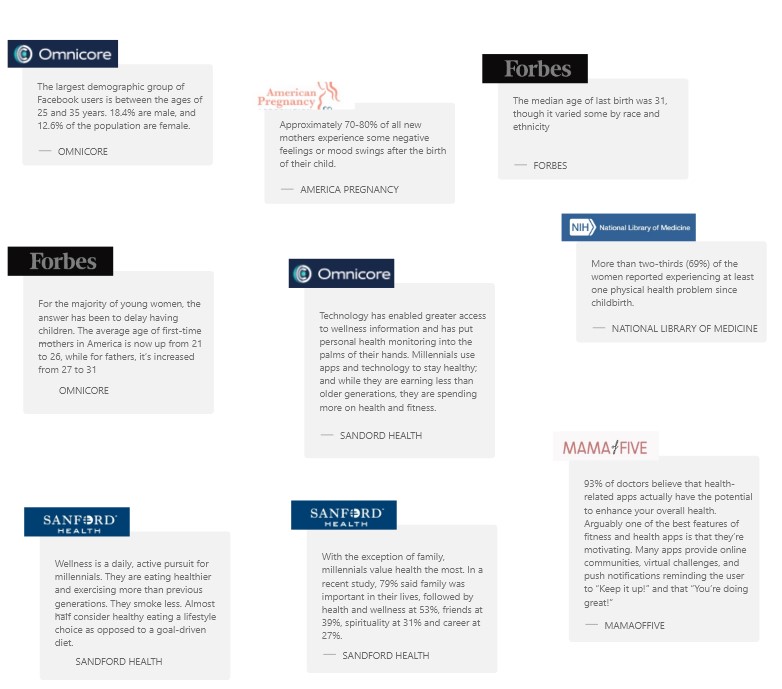 Omnicore
The largest demographic group of
Facebook users is between the ages of
25 and 35 years. 18.4% are male, and
12.6% of the population are female.
— OMNICORE
American
Pregnancy
Approximately 70-80% of all new
mothers experience some negative
feelings or mood swings after the birth
of their child.
— AMERICA PREGNANCY
Forbes
The median age of last birth was 31,
though it varied some by race and
ethnicity
— FORBES
Forbes
For the majority of young women, the
answer has been to delay having
children. The average age of first-time
mothers in America is now up from 21
to 26, while for fathers, it's increased
from 27 to 31
OMNICORE
Omnicore
Technology has enabled greater access
to wellness information and has put
personal health monitoring into the
palms of their hands. Millennials use
apps and technology to stay healthy;
and while they are earning less than
older generations, they are spending
more on health and fitness.
— SANDORD HEALTH
NIH National Library of Medicine
More than two-thirds (69%) of the
women reported experiencing at least
one physical health problem since
childbirth.
— NATIONAL LIBRARY OF MEDICINE
SANFORD
HEALTH
Wellness is a daily, active pursuit for
millennials. They are eating healthier
and exercising more than previous
generations. They smoke less. Almost
half consider healthy eating a lifestyle
choice as opposed to a goal-driven
diet.
SANDFORD HEALTH
SANFORD
HEALTH
With the exception of family,
millennials value health the most. In a
recent study, 79% said family was
important in their lives, followed by
health and wellness at 53%, friends at
39%, spirituality at 31% and career at
27%.
— SANDFORD HEALTH
MAMA4FIVE
93% of doctors believe that health-
related apps actually have the potential
to enhance your overall health.
Arguably one of the best features of
fitness and health apps is that they're
motivating. Many apps provide online
communities, virtual challenges, and
push notifications reminding the user
to "Keep it up!" and that "You're doing
great!"
— MAMAOFFIVE